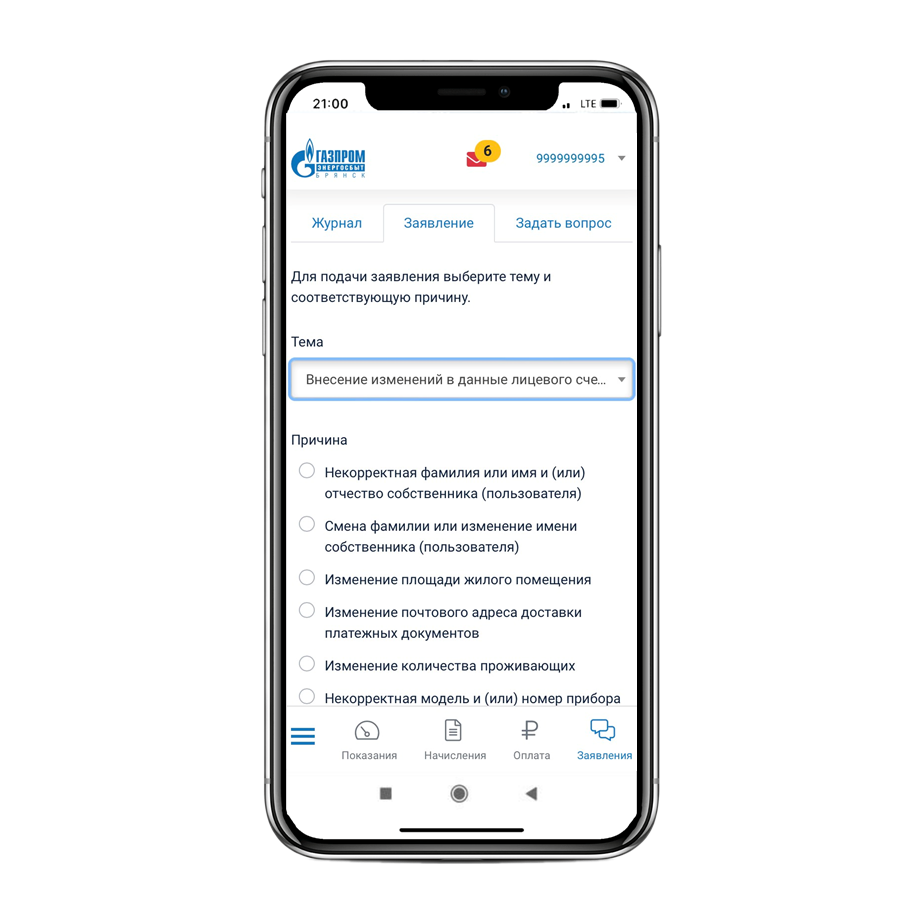 21:00
LTE
ГАЗПРОМ
ЭНЕРГОСБЫТ
БРЯНСК
6
9999999995
Журнал
Заявление
Задать вопрос
Для подачи заявления выберите тему и
соответствующую причину.
Тема
Внесение изменений в данные лицевого сче...
Причина
Некорректная фамилия или имя и (или)
отчество собственника (пользователя)
Смена фамилии или изменение имени
собственника (пользователя)
Изменение площади жилого помещения
Изменение почтового адреса доставки
платежных документов
Изменение количества проживающих
Некорректная модель и (или) номер прибора
Показания
Начисления
Оплата
Заявления